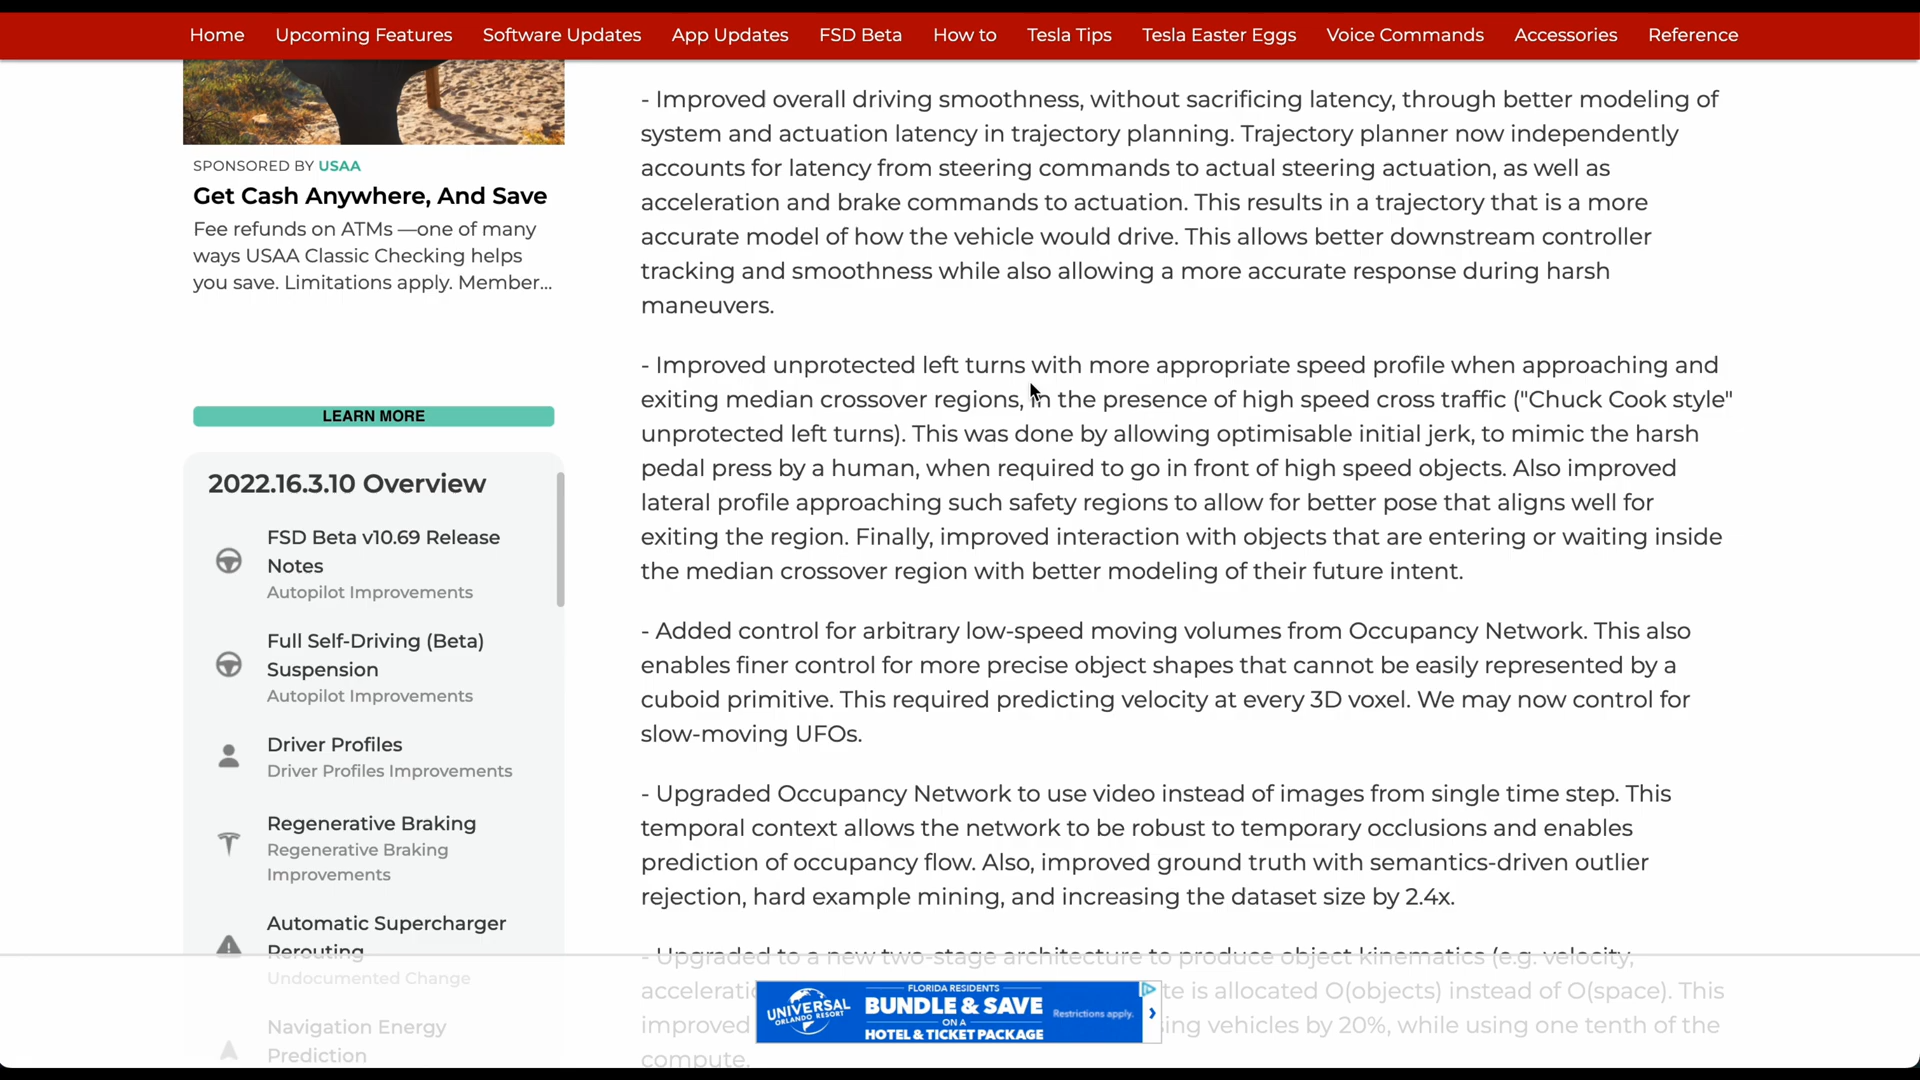 Home Upcoming Features Software Updates App Updates FSD Beta How to Tesla Tips Tesla Easter Eggs Voice Commands Accessories Reference
SPONSORED BY USAA
Get Cash Anywhere, And Save
Fee refunds on ATMs —one of many
ways USAA Classic Checking helps
you save. Limitations apply. Member...
LEARN MORE
2022.16.3.10 Overview
FSD Beta v10.69 Release
Notes
Autopilot Improvements
Full Self-Driving (Beta)
Suspension
Autopilot Improvements
Driver Profiles
Driver Profiles Improvements
Regenerative Braking
Regenerative Braking
Improvements
Automatic Supercharger
Rerouting
Undocumented Change
Navigation Energy
Prediction
- Improved overall driving smoothness, without sacrificing latency, through better modeling of
system and actuation latency in trajectory planning. Trajectory planner now independently
accounts for latency from steering commands to actual steering actuation, as well as
acceleration and brake commands to actuation. This results in a trajectory that is a more
accurate model of how the vehicle would drive. This allows better downstream controller
tracking and smoothness while also allowing a more accurate response during harsh
maneuvers.
- Improved unprotected left turns with more appropriate speed profile when approaching and
exiting median crossover regions, in the presence of high speed cross traffic ("Chuck Cook style"
unprotected left turns). This was done by allowing optimisable initial jerk, to mimic the harsh
pedal press by a human, when required to go in front of high speed objects. Also improved
lateral profile approaching such safety regions to allow for better pose that aligns well for
exiting the region. Finally, improved interaction with objects that are entering or waiting inside
the median crossover region with better modeling of their future intent.
- Added control for arbitrary low-speed moving volumes from Occupancy Network. This also
enables finer control for more precise object shapes that cannot be easily represented by a
cuboid primitive. This required predicting velocity at every 3D voxel. We may now control for
slow-moving UFOs.
- Upgraded Occupancy Network to use video instead of images from single time step. This
temporal context allows the network to be robust to temporary occlusions and enables
prediction of occupancy flow. Also, improved ground truth with semantics-driven outlier
rejection, hard example mining, and increasing the dataset size by 2.4x.
- Upgraded to a new two-stage architecture to produce object kinematics (e.g. velocity,
is allocated O(objects) instead of O(space). This
improved vehicles by 20%, while using one tenth of the
compute.
UNIVERSAL
ORLANDO RESORT
FLORIDA RESIDENTS
BUNDLE & SAVE
ON A
HOTEL & TICKET PACKAGE
Restrictions apply.